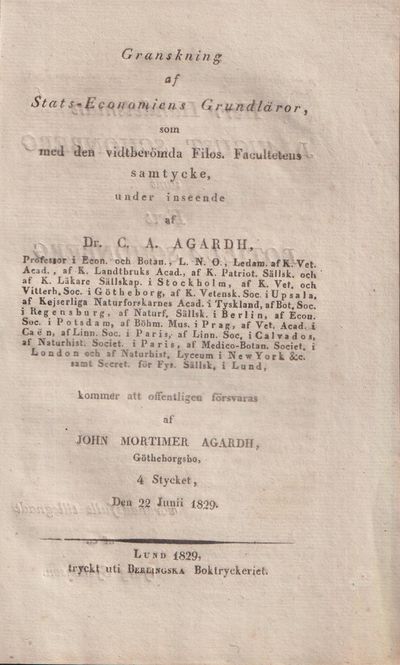 Granskning
af
Stats-Economiens Grundläror,
som
med den vidtberömda Filos. Facultetens
samtycke,
under inseende
af
Dr. C. A. AGARDH,
Professor i Econ. och Botan., L. N. O., Ledam. af K. Vet.
Acad., af K. Landtbruks Acad., af K. Patriot. Sällsk. och
af K. Läkare Sällskap. i Stockholm, af K. Vet. och
Vitterh. Soc. i Götheborg, af K. Vetensk. Soc. i Upsala,
af Kejserliga Naturforskarnes Acad. i Tyskland, af Bot. Soc.
i Regensburg, af Naturf. Sällsk. i Berlin, af Econ.
Soc. i Potsdam, af Böhm. Mus. i Prag, af Vet. Acad. i
Caën, af Linn. Soc. i Paris, af Linn. Soc. i Calvados,
af Naturhist. Societ. i Paris, af Medico-Botan. Societ. i
London och af Naturhist. Lyceum i New York &c.
samt Secret. för Fys. Sällsk. i Lund,
kommer att offentligen försvaras
af
JOHN MORTIMER AGARDH,
Götheborgsbo,
4 Stycket,
Den 22 Junii 1829.
LUND 1829,
tryckt uti BERLINGSKA Boktryckeriet.